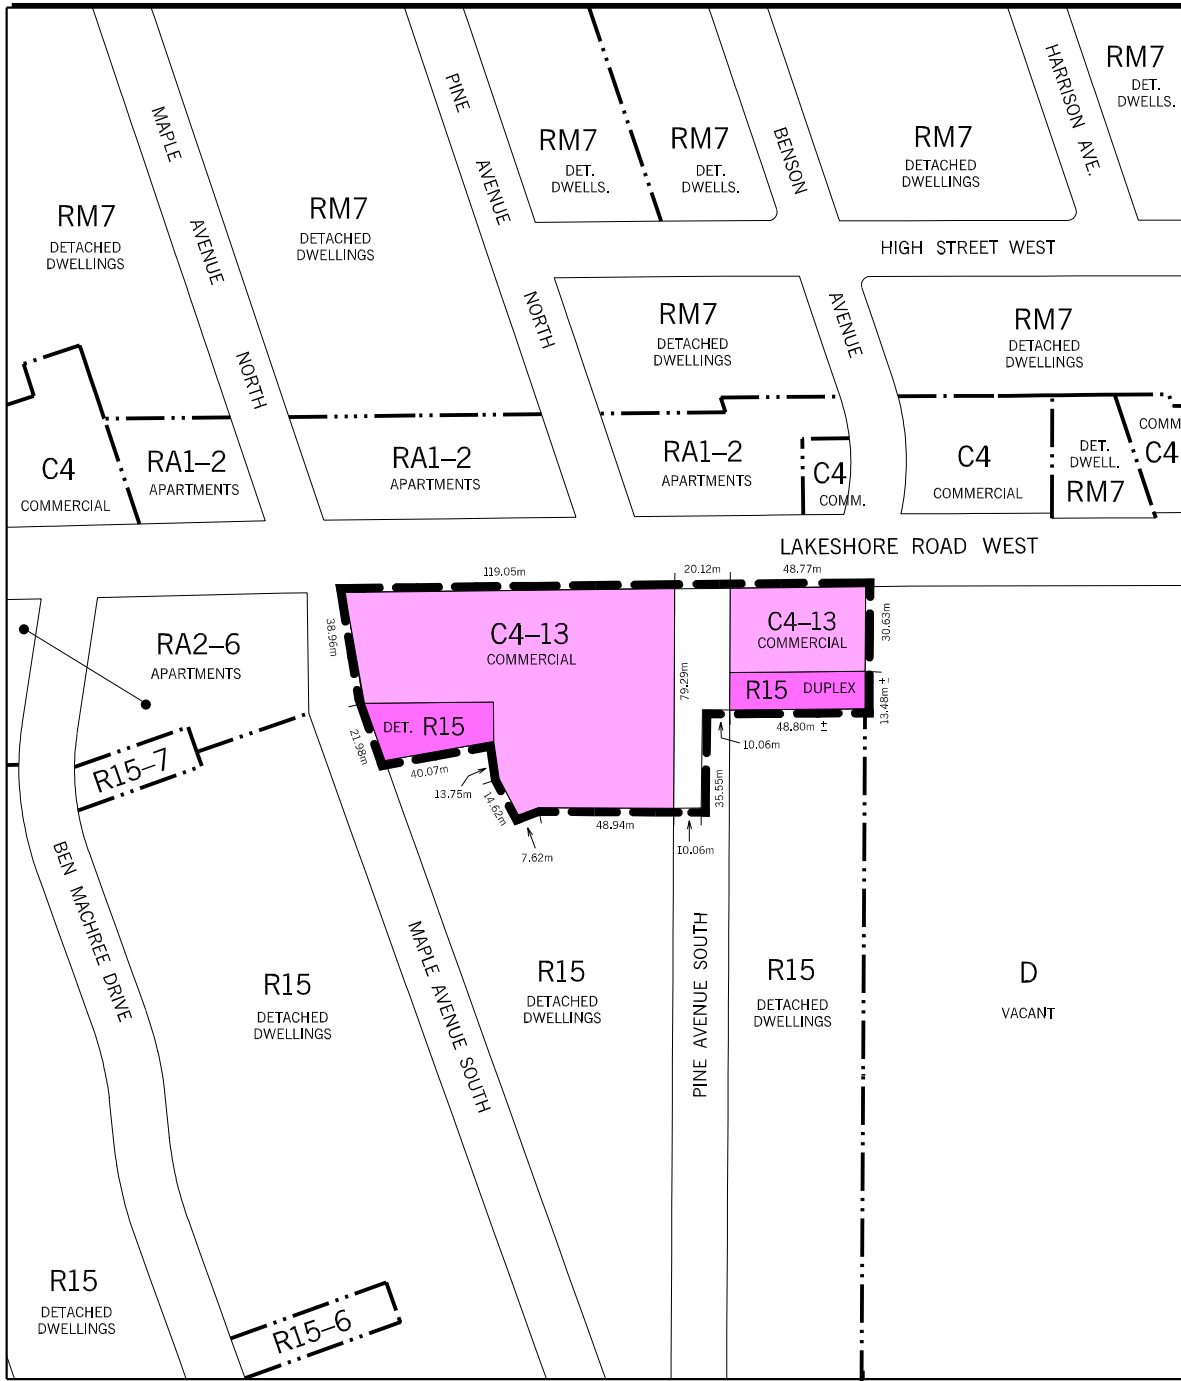 RM7
DET.
DWELLS.
HARRISON AVE.
PINE
AVENUE
NORTH
MAPLE
AVENUE
NORTH
RM7
DET.
DWELLS.
RM7
DET.
DWELLS.
BENSON
AVENUE
RM7
DETACHED
DWELLINGS
RM7
DETACHED
DWELLINGS
RM7
DETACHED
DWELLINGS
HIGH STREET WEST
RM7
DETACHED
DWELLINGS
RM7
DETACHED
DWELLINGS
C4
COMMERCIAL
RA1–2
APARTMENTS
RA1–2
APARTMENTS
RA1–2
APARTMENTS
C4
COMM.
C4
COMMERCIAL
DET.
DWELL.
RM7
COMM
C4
LAKESHORE ROAD WEST
119.05m
20.12m
48.77m
38.96m
C4–13
COMMERCIAL
79.29m
C4–13
COMMERCIAL
30.63m
RA2–6
APARTMENTS
DET. R15
R15 DUPLEX
13.48m ±
21.98m
40.07m
13.75m
14.62m
7.62m
48.94m
10.06m
35.55m
10.06m
48.80m ±
R15–7
BEN MACHREE DRIVE
MAPLE AVENUE SOUTH
PINE AVENUE SOUTH
R15
DETACHED
DWELLINGS
R15
DETACHED
DWELLINGS
R15
DETACHED
DWELLINGS
D
VACANT
R15
DETACHED
DWELLINGS
R15–6